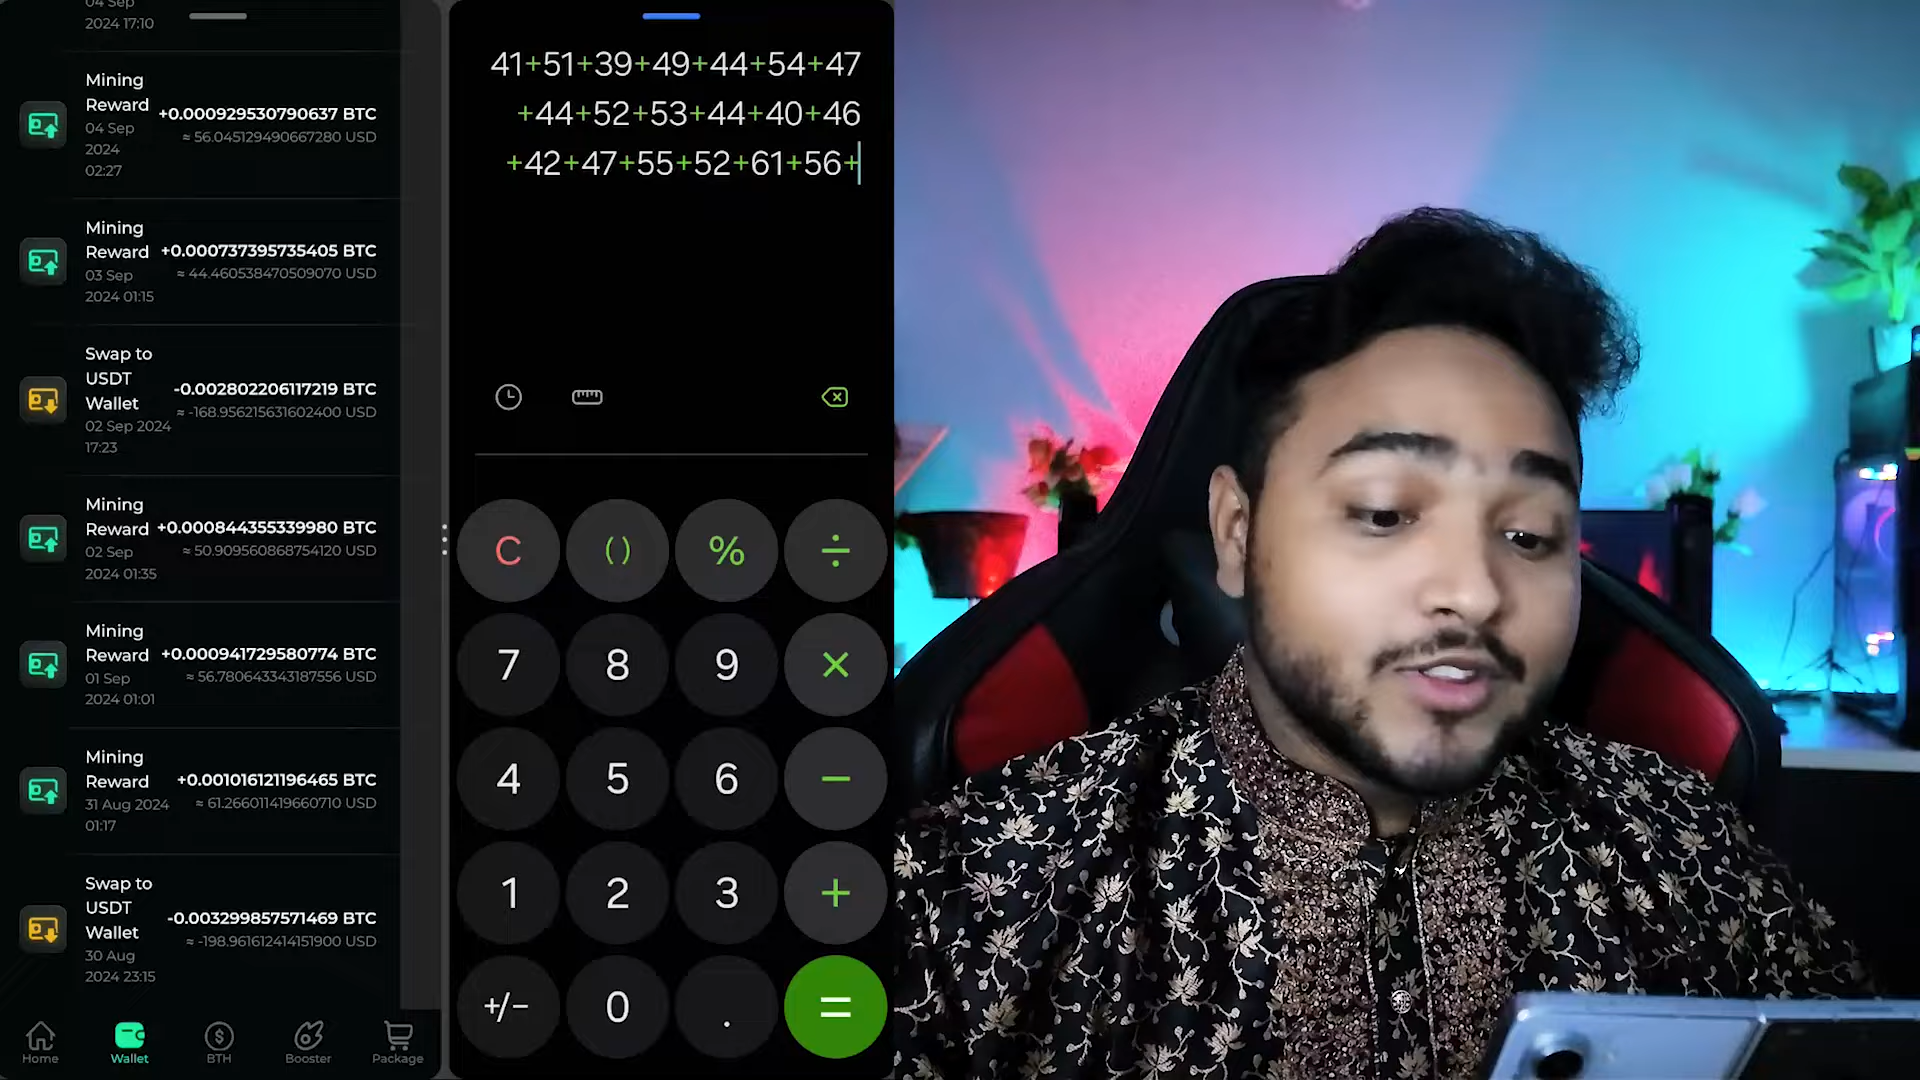 04 Sep
2024 17:10
Mining
Reward
+0.000929530790637 BTC
04 Sep
2024
02:27
≈ 56.045129490667280 USD
Mining
Reward
+0.000737395735405 BTC
03 Sep
2024 01:15
≈ 44.460538470509070 USD
Swap to
USDT
Wallet
-0.002802206117219 BTC
02 Sep 2024
17:23
≈ -168.956215631602400 USD
Mining
Reward
+0.000844355339980 BTC
02 Sep
2024 01:35
≈ 50.909560868754120 USD
Mining
Reward
+0.000941729580774 BTC
01 Sep
2024 01:01
≈ 56.780643343187556 USD
Mining
Reward
+0.001016121196465 BTC
31 Aug 2024
01:17
≈ 61.266011419660710 USD
Swap to
USDT
Wallet
-0.003299857571469 BTC
30 Aug
2024 23:15
≈ -198.961612414151900 USD
Home
Wallet
BTH
Booster
Package
41+51+39+49+44+54+47
+44+52+53+44+40+46
+42+47+55+52+61+56+
C ( ) % ÷
7 8 9 ×
4 5 6 −
1 2 3 +
+/− 0 . =